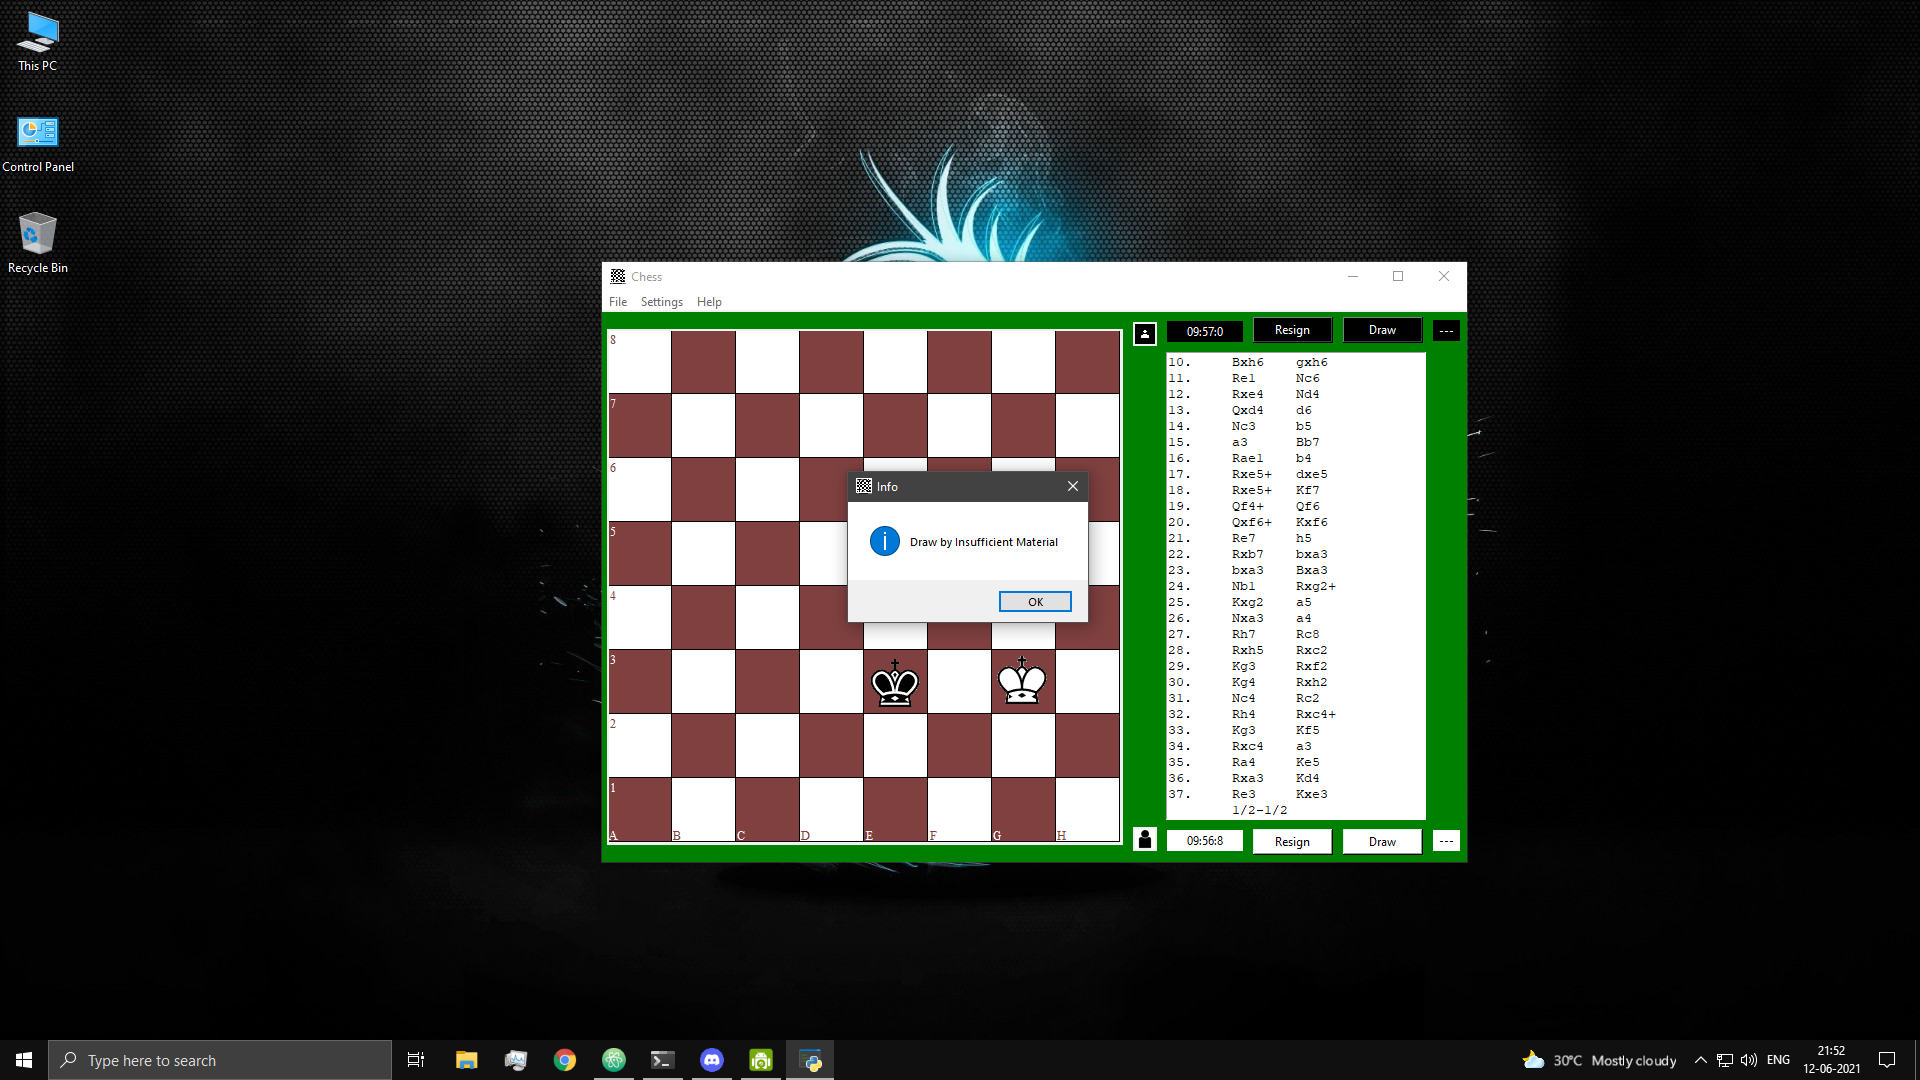 This PC
Control Panel
Recycle Bin
Chess
File Settings Help
8
7
6
5
4
3
2
1
A B C D E F G H
Info
Draw by Insufficient Material
OK
09:57:0 Resign Draw ---
10. Bxh6 gxh6
11. Re1 Nc6
12. Rxe4 Nd4
13. Qxd4 d6
14. Nc3 b5
15. a3 Bb7
16. Rae1 b4
17. Rxe5+ dxe5
18. Rxe5+ Kf7
19. Qf4+ Qf6
20. Qxf6+ Kxf6
21. Re7 h5
22. Rxb7 bxa3
23. bxa3 Bxa3
24. Nb1 Rxg2+
25. Kxg2 a5
26. Nxa3 a4
27. Rh7 Rc8
28. Rxh5 Rxc2
29. Kg3 Rxf2
30. Kg4 Rxh2
31. Nc4 Rc2
32. Rh4 Rxc4+
33. Kg3 Kf5
34. Rxc4 a3
35. Ra4 Ke5
36. Rxa3 Kd4
37. Re3 Kxe3
1/2-1/2
09:56:8 Resign Draw ---
Type here to search
30°C Mostly cloudy
ENG
21:52
12-06-2021